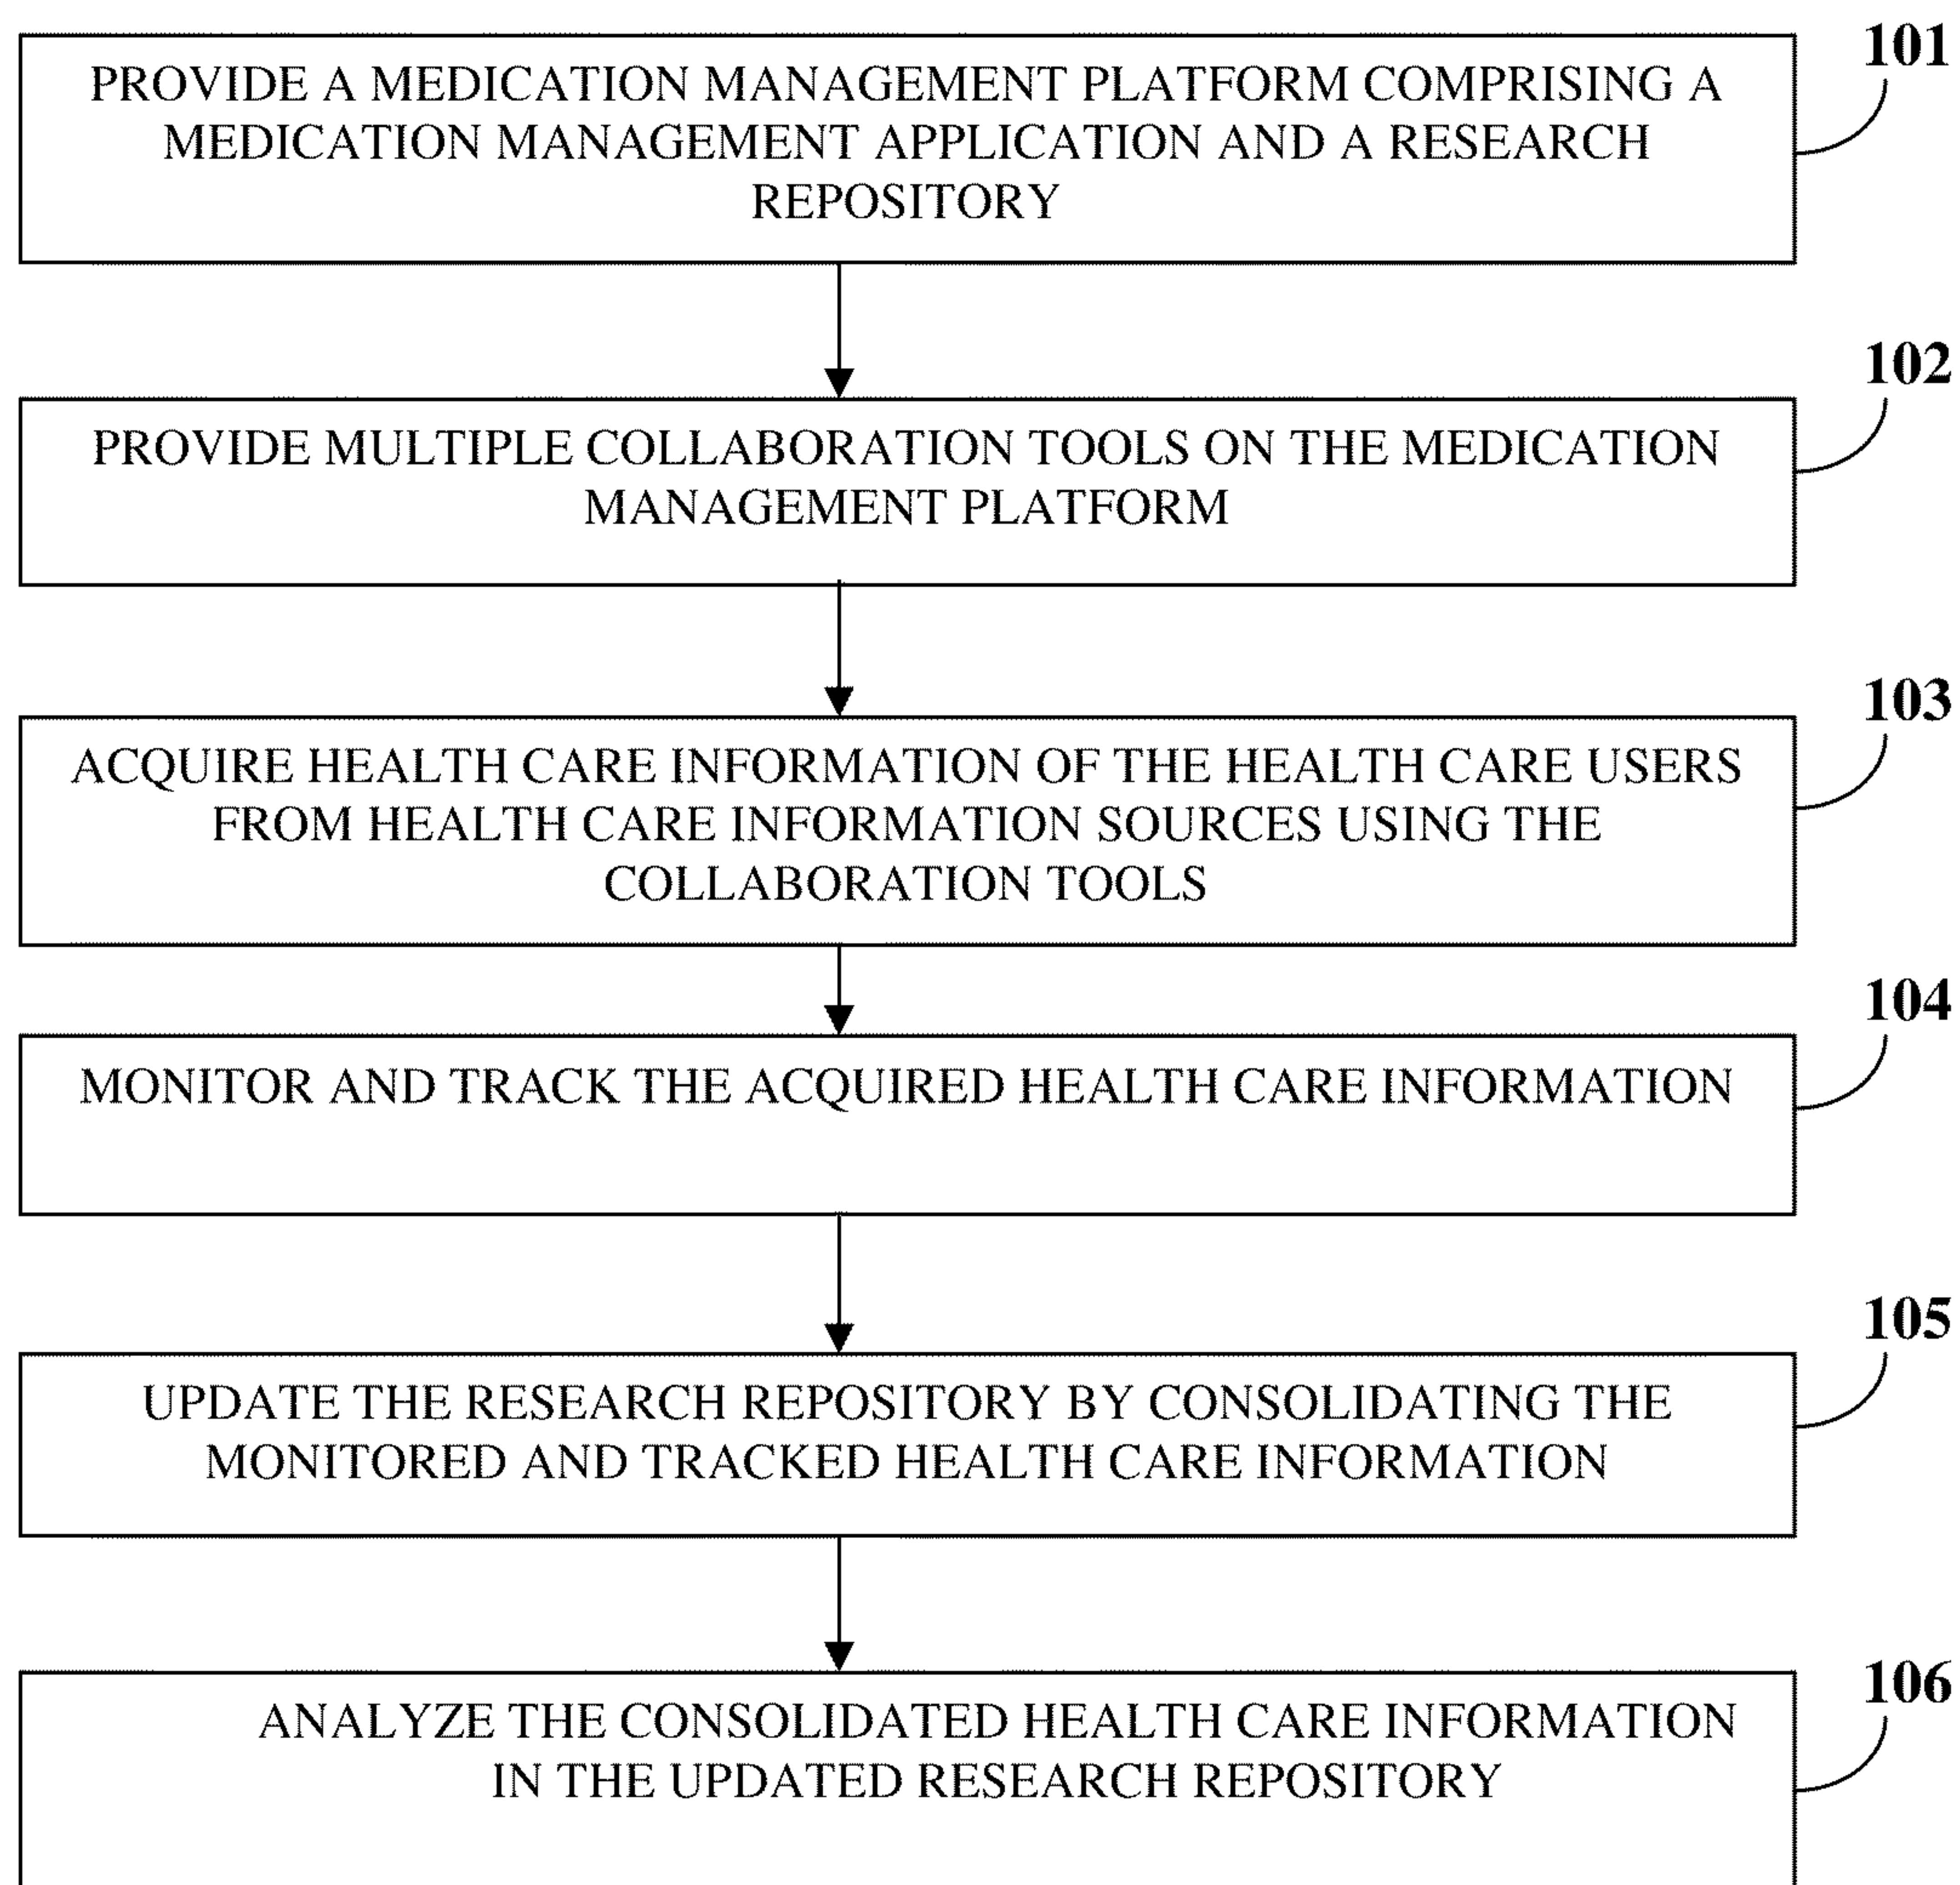 101
PROVIDE A MEDICATION MANAGEMENT PLATFORM COMPRISING A
MEDICATION MANAGEMENT APPLICATION AND A RESEARCH
REPOSITORY
102
PROVIDE MULTIPLE COLLABORATION TOOLS ON THE MEDICATION
MANAGEMENT PLATFORM
103
ACQUIRE HEALTH CARE INFORMATION OF THE HEALTH CARE USERS
FROM HEALTH CARE INFORMATION SOURCES USING THE
COLLABORATION TOOLS
104
MONITOR AND TRACK THE ACQUIRED HEALTH CARE INFORMATION
105
UPDATE THE RESEARCH REPOSITORY BY CONSOLIDATING THE
MONITORED AND TRACKED HEALTH CARE INFORMATION
106
ANALYZE THE CONSOLIDATED HEALTH CARE INFORMATION
IN THE UPDATED RESEARCH REPOSITORY